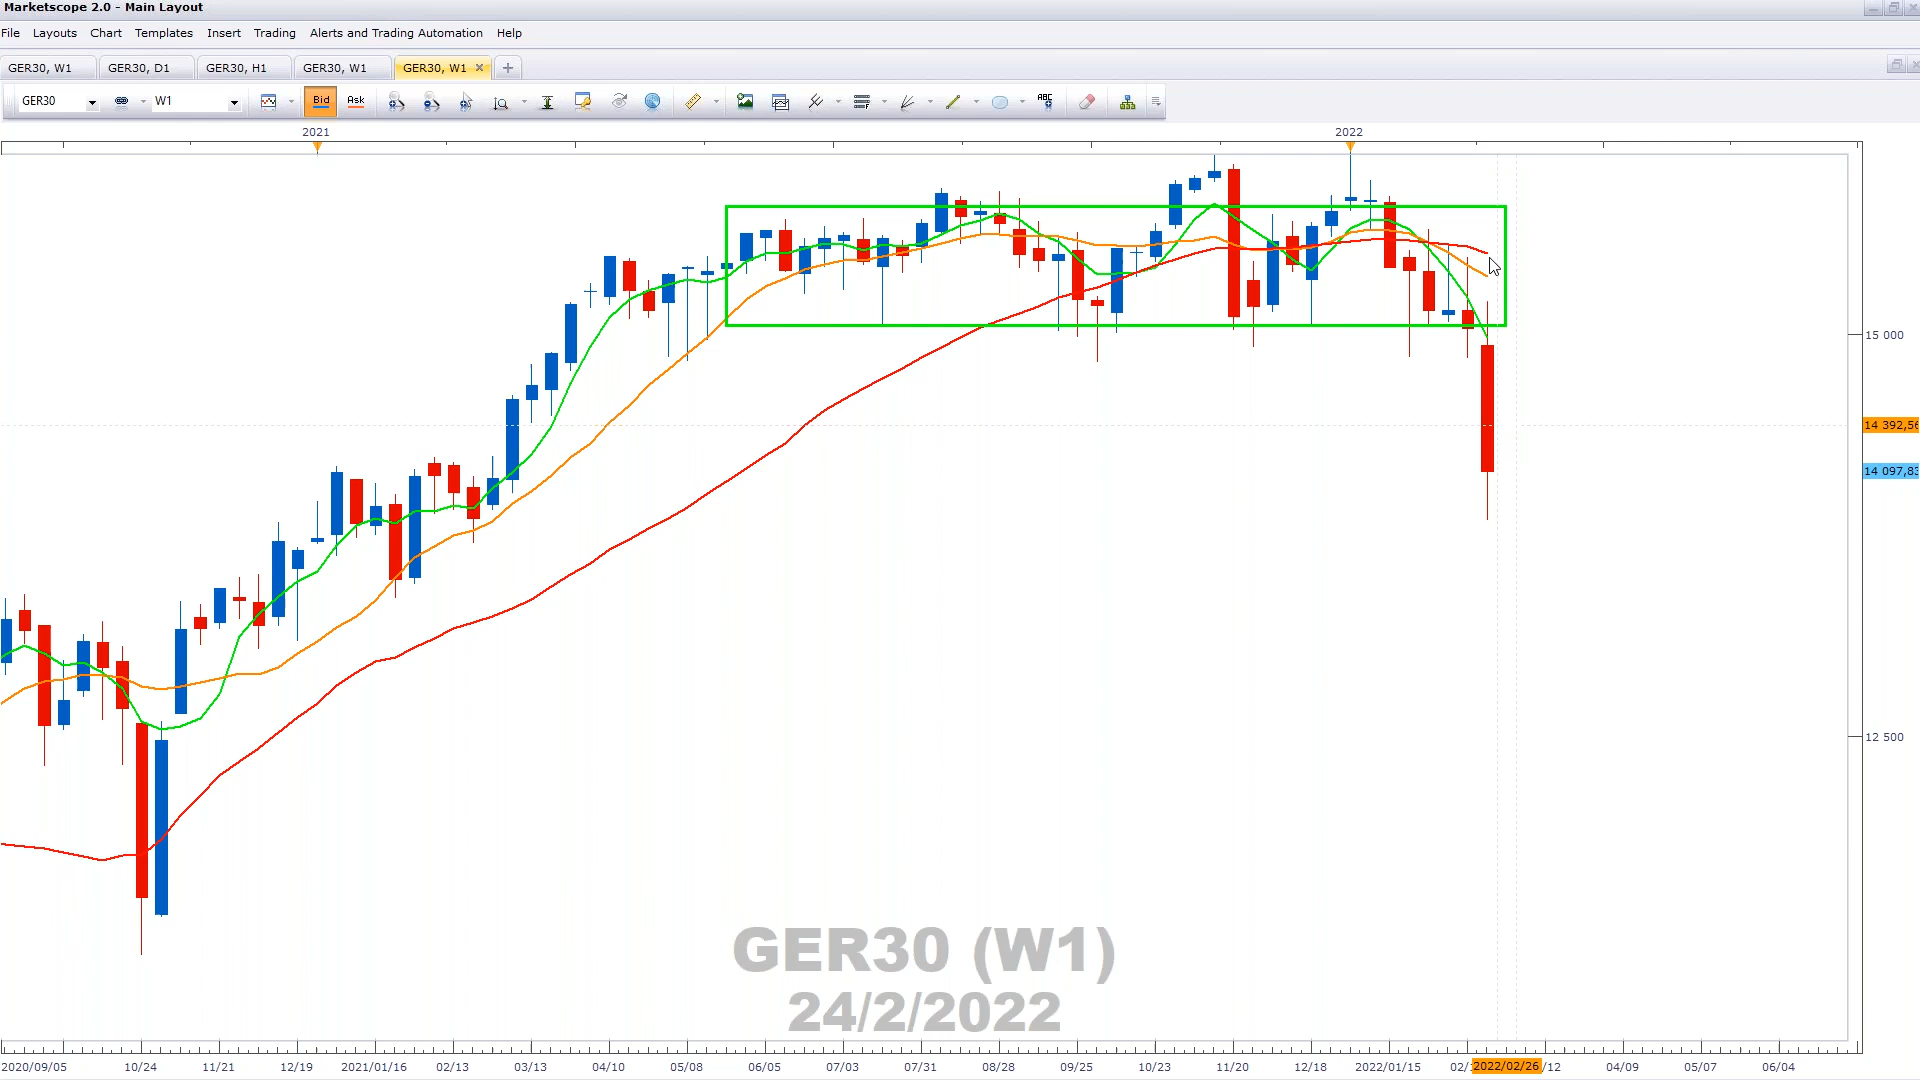 Marketscope 2.0 - Main Layout
File Layouts Chart Templates Insert Trading Alerts and Trading Automation Help
GER30, W1 GER30, D1 GER30, H1 GER30, W1 GER30, W1
GER30 W1 Bid Ask ABC
2021 2022
15 000
14 392,56
14 097,83
12 500
GER30 (W1)
24/2/2022
2020/09/05 10/24 11/21 12/19 2021/01/16 02/13 03/13 04/10 05/08 06/05 07/03 07/31 08/28 09/25 10/23 11/20 12/18 2022/01/15 02/ 2022/02/26 /12 04/09 05/07 06/04